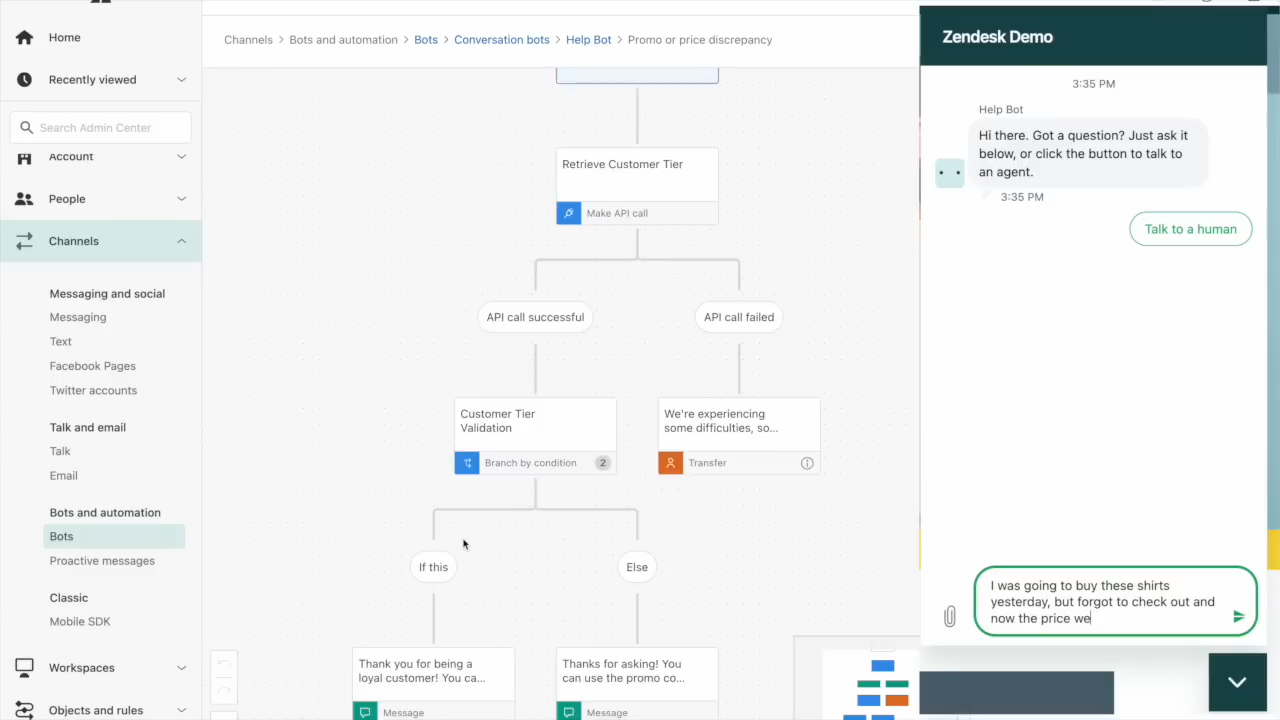 Home
Recently viewed
Search Admin Center
Account
People
Channels
Messaging and social
Messaging
Text
Facebook Pages
Twitter accounts
Talk and email
Talk
Email
Bots and automation
Bots
Proactive messages
Classic
Mobile SDK
Workspaces
Objects and rules
Channels > Bots and automation > Bots > Conversation bots > Help Bot > Promo or price discrepancy
Retrieve Customer Tier
Make API call
API call successful
API call failed
Customer Tier
Validation
Branch by condition 2
We're experiencing
some difficulties, so...
Transfer
If this
Else
Thank you for being a
loyal customer! You ca...
Message
Thanks for asking! You
can use the promo co...
Message
Zendesk Demo
3:35 PM
Help Bot
Hi there. Got a question? Just ask it
below, or click the button to talk to
an agent.
3:35 PM
Talk to a human
I was going to buy these shirts
yesterday, but forgot to check out and
now the price we